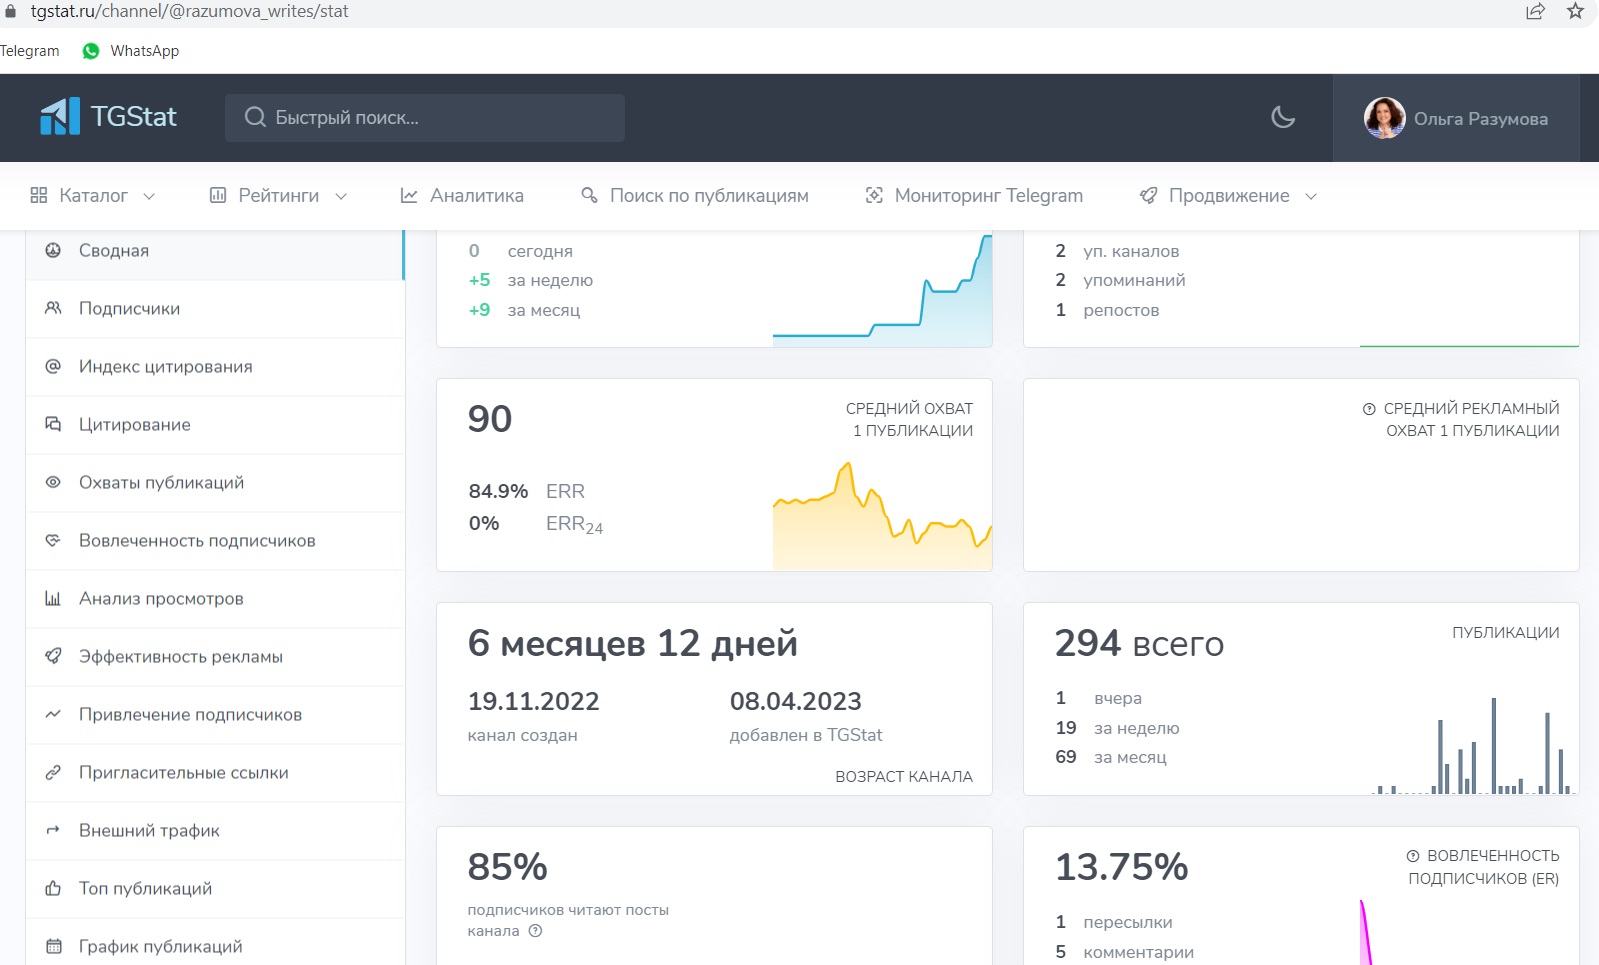 tgstat.ru/channel/@razumova_writes/stat
Telegram WhatsApp
TGStat
Быстрый поиск...
Ольга Разумова
Каталог
Рейтинги
Аналитика
Поиск по публикациям
Мониторинг Telegram
Продвижение
Сводная
Подписчики
Индекс цитирования
Цитирование
Охваты публикаций
Вовлеченность подписчиков
Анализ просмотров
Эффективность рекламы
Привлечение подписчиков
Пригласительные ссылки
Внешний трафик
Топ публикаций
График публикаций
0 сегодня
+5 за неделю
+9 за месяц
2 уп. каналов
2 упоминаний
1 репостов
90
СРЕДНИЙ ОХВАТ
1 ПУБЛИКАЦИИ
84.9% ERR
0% ERR24
СРЕДНИЙ РЕКЛАМНЫЙ
ОХВАТ 1 ПУБЛИКАЦИИ
6 месяцев 12 дней
19.11.2022
канал создан
08.04.2023
добавлен в TGStat
ВОЗРАСТ КАНАЛА
294 всего
ПУБЛИКАЦИИ
1 вчера
19 за неделю
69 за месяц
85%
подписчиков читают посты
канала
13.75%
ВОВЛЕЧЕННОСТЬ
ПОДПИСЧИКОВ (ER)
1 пересылки
5 комментарии